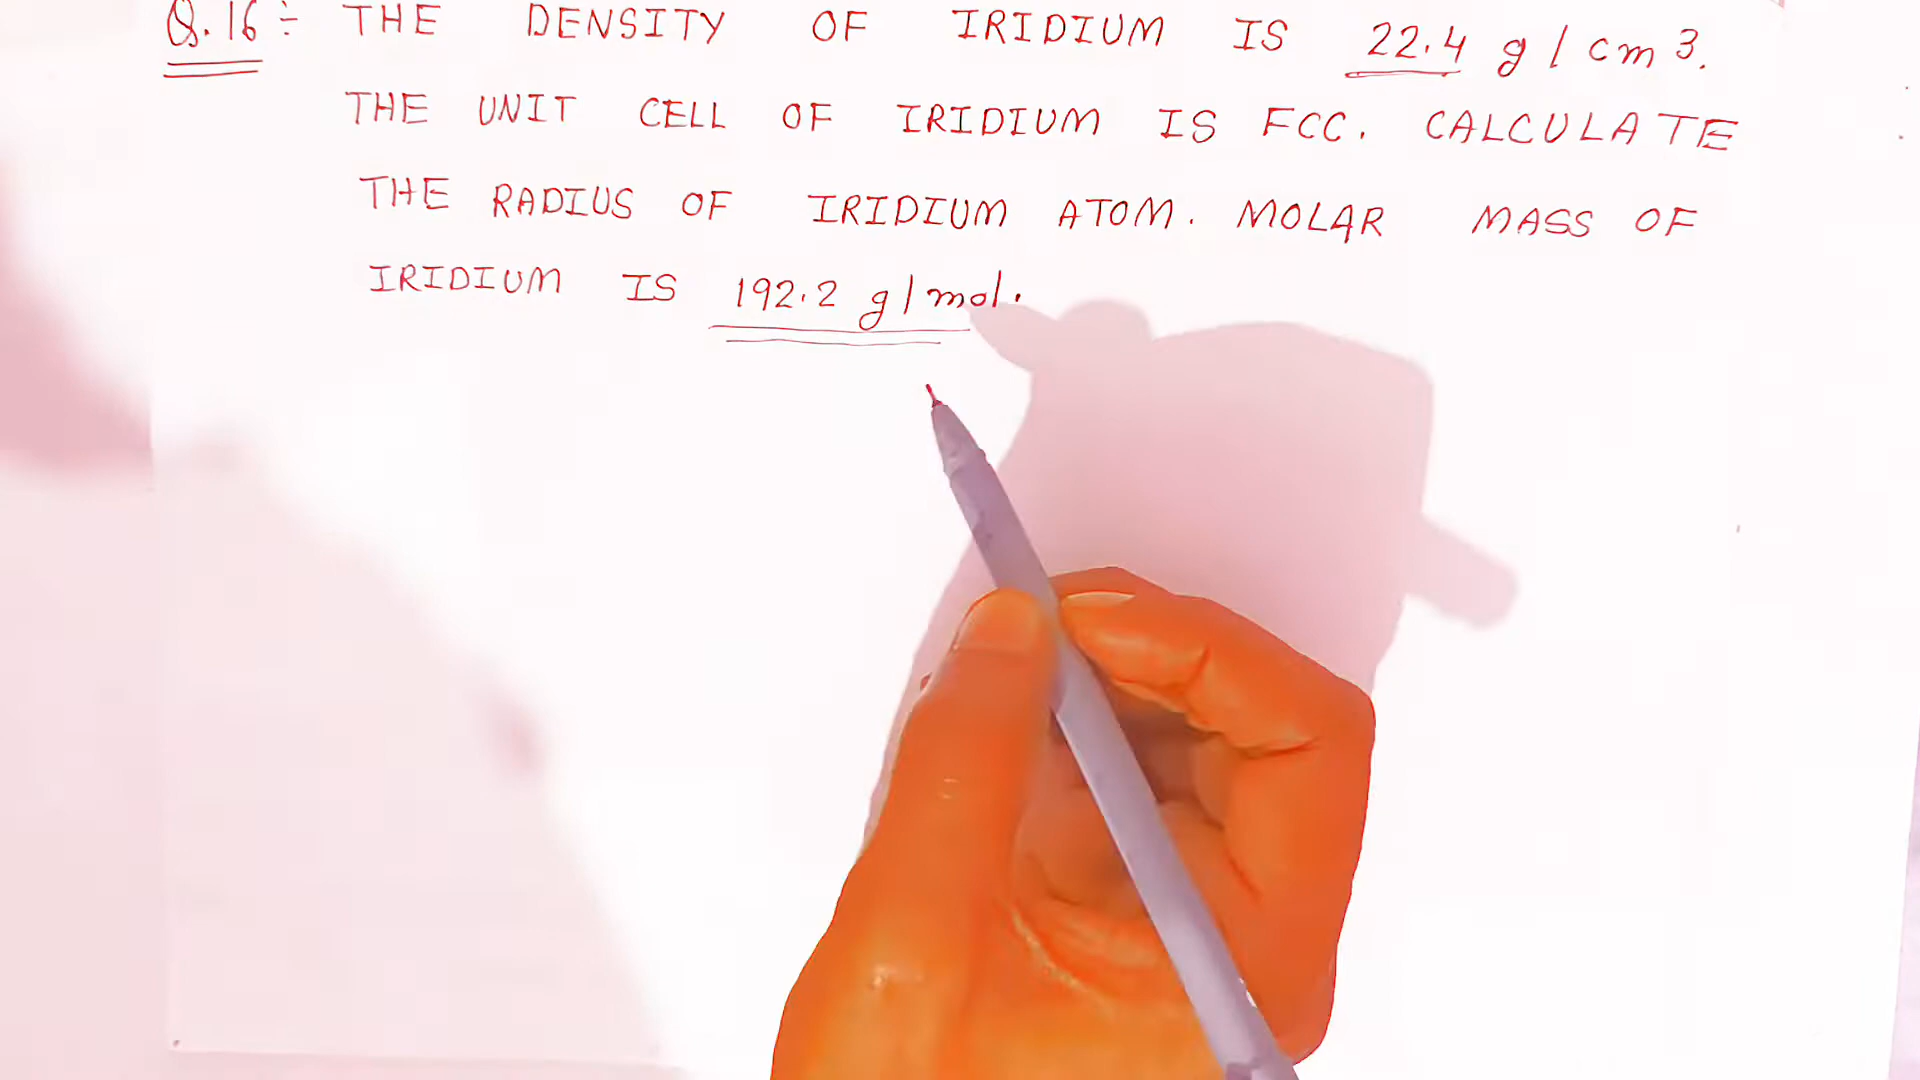 Q.16÷ THE DENSITY OF IRIDIUM IS 22.4 g/cm3.
THE UNIT CELL OF IRIDIUM IS FCC. CALCULATE
THE RADIUS OF IRIDIUM ATOM. MOLAR MASS OF
IRIDIUM IS 192.2 g/mol.